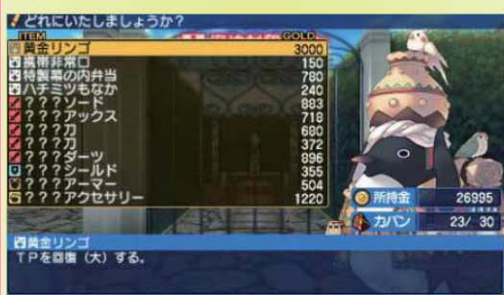 どれにいたしましょうか?
ITEM GOLD
黄金リンゴ 3000
携帯非常口 150
特製幕の内弁当 780
ハチミツもなか 240
???ソード 883
???アックス 718
???刀 680
???刀 372
???ダーツ 896
???シールド 355
???アーマー 504
???アクセサリー 1220
所持金 26995
カバン 23/ 30
黄金リンゴ
TPを回復(大)する。